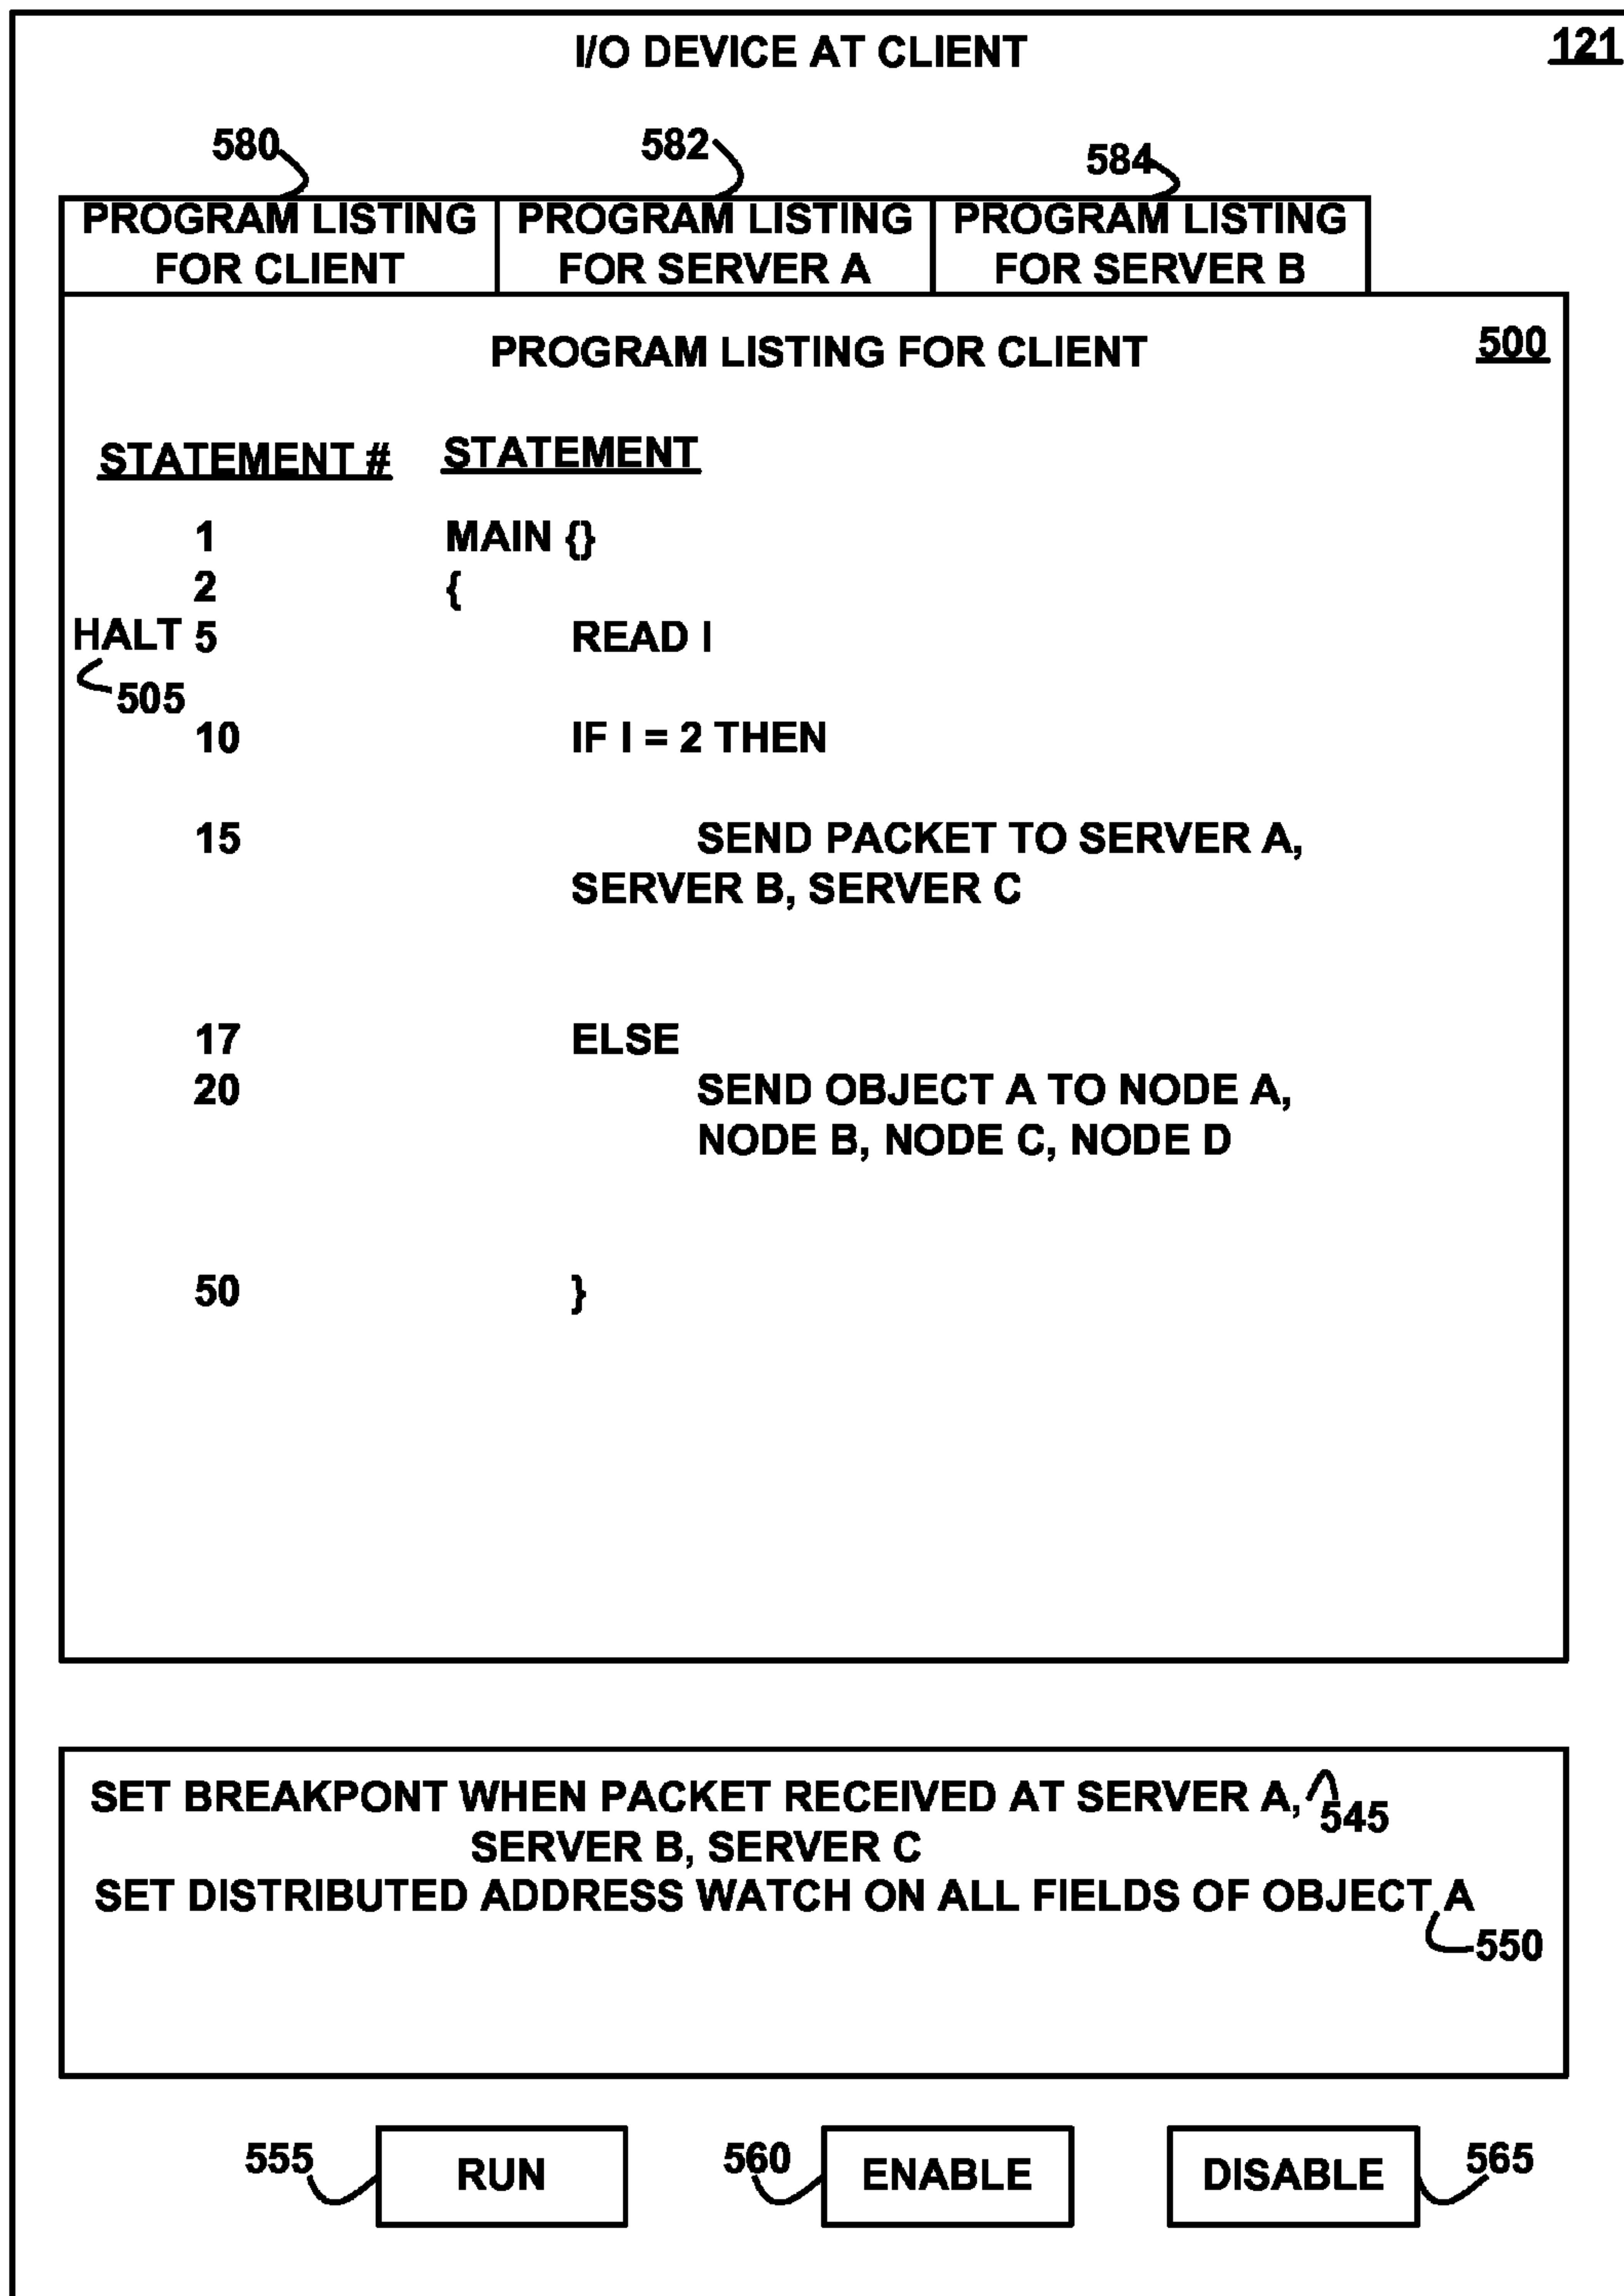 I/O DEVICE AT CLIENT 121
580 582 584
PROGRAM LISTING PROGRAM LISTING PROGRAM LISTING
FOR CLIENT FOR SERVER A FOR SERVER B
PROGRAM LISTING FOR CLIENT 500
STATEMENT # STATEMENT
1 MAIN {}
2 {
HALT 5 READ I
505
10 IF I = 2 THEN
15 SEND PACKET TO SERVER A,
SERVER B, SERVER C
17 ELSE
20 SEND OBJECT A TO NODE A,
NODE B, NODE C, NODE D
50 }
SET BREAKPONT WHEN PACKET RECEIVED AT SERVER A, 545
SERVER B, SERVER C
SET DISTRIBUTED ADDRESS WATCH ON ALL FIELDS OF OBJECT A
550
555 RUN 560 ENABLE DISABLE 565